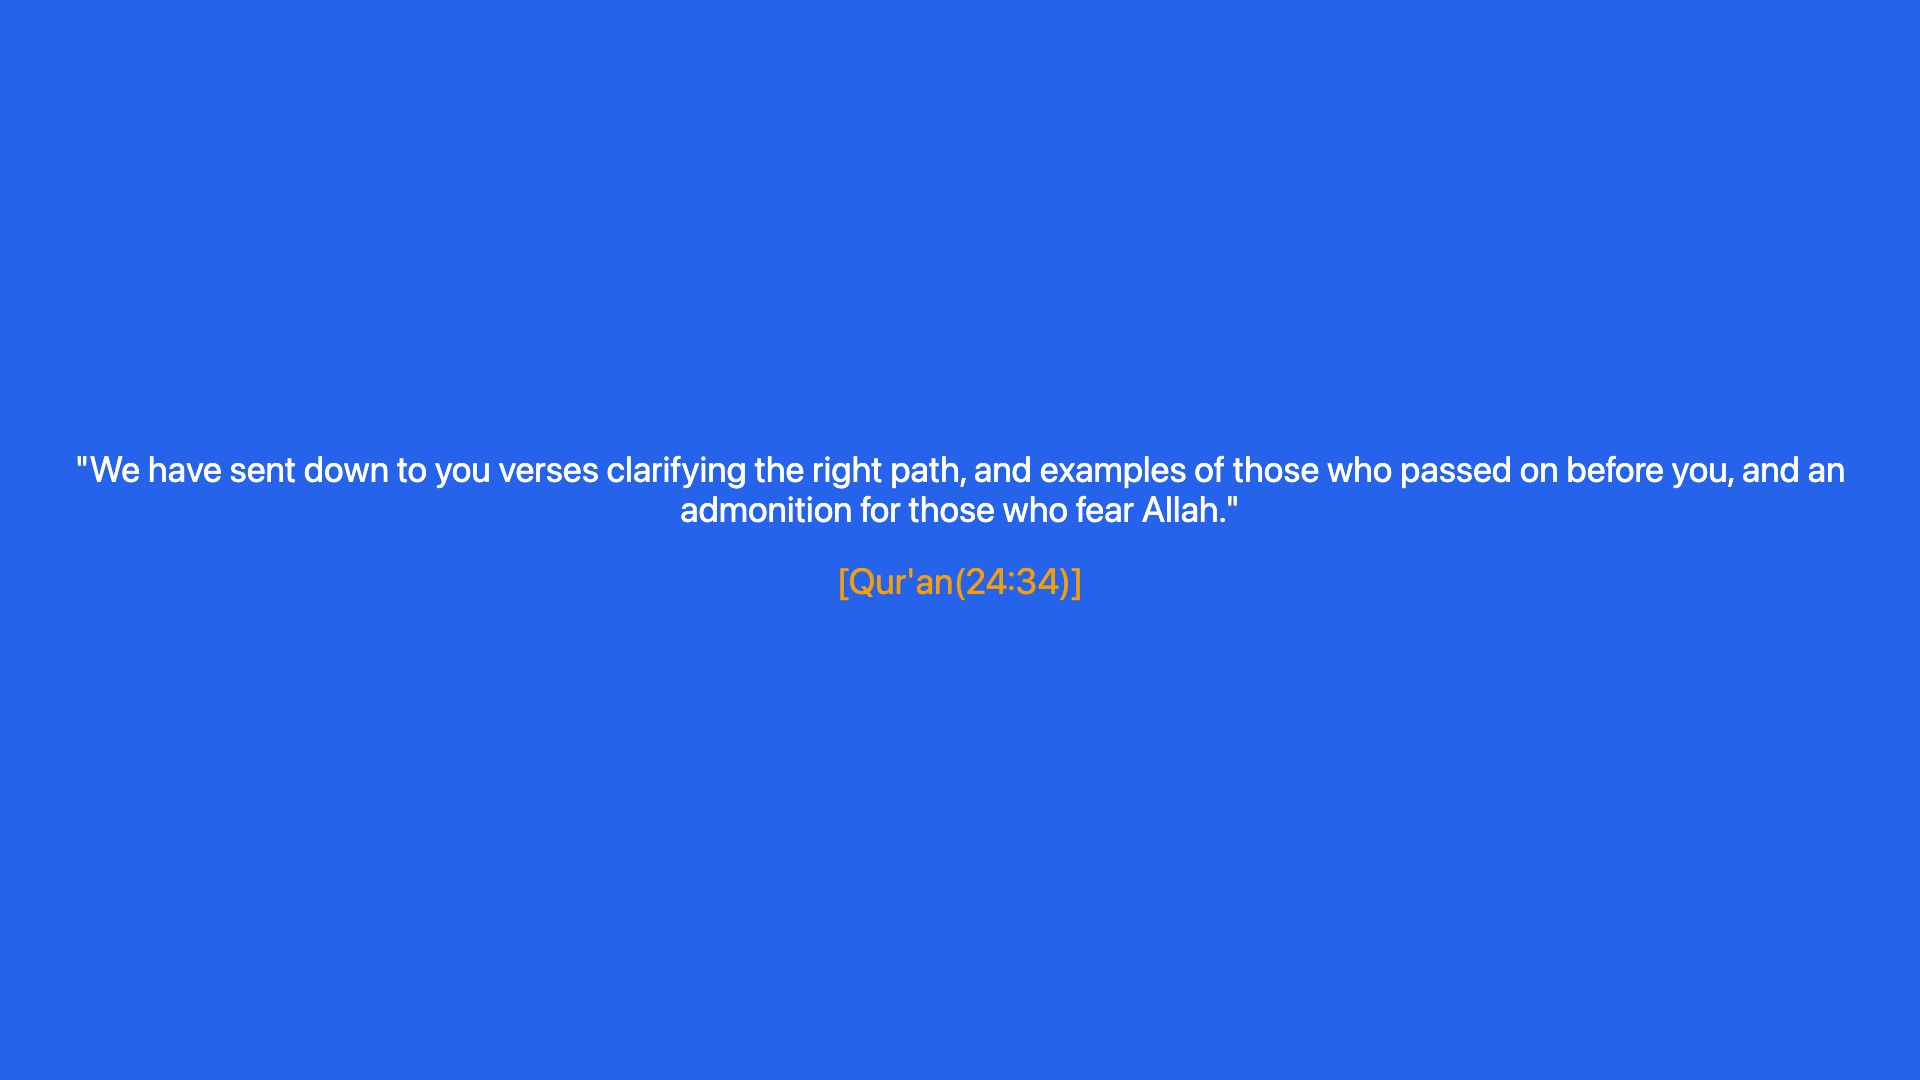 "We have sent down to you verses clarifying the right path, and examples of those who passed on before you, and an
admonition for those who fear Allah."
[Qur'an(24:34)]